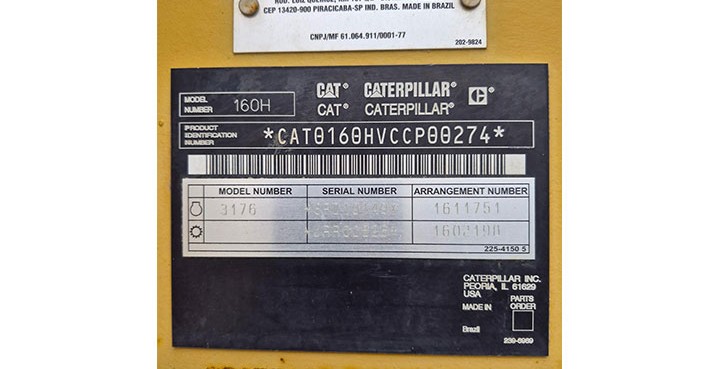 CEP 13420-900 PIRACICABA-SP IND. BRAS. MADE IN BRAZIL
CNPJ/MF 61.064.911/0001-77
202-9824
MODEL NUMBER 160H
CAT® CATERPILLAR® C®
CAT® CATERPILLAR®
PRODUCT IDENTIFICATION NUMBER *CAT0160HVCCP00274*
MODEL NUMBER SERIAL NUMBER ARRANGEMENT NUMBER
3176 1611751
1602190
225-4150 5
CATERPILLAR INC.
PEORIA, IL 61629
USA
MADE IN
PARTS ORDER
Brazil
239-6969